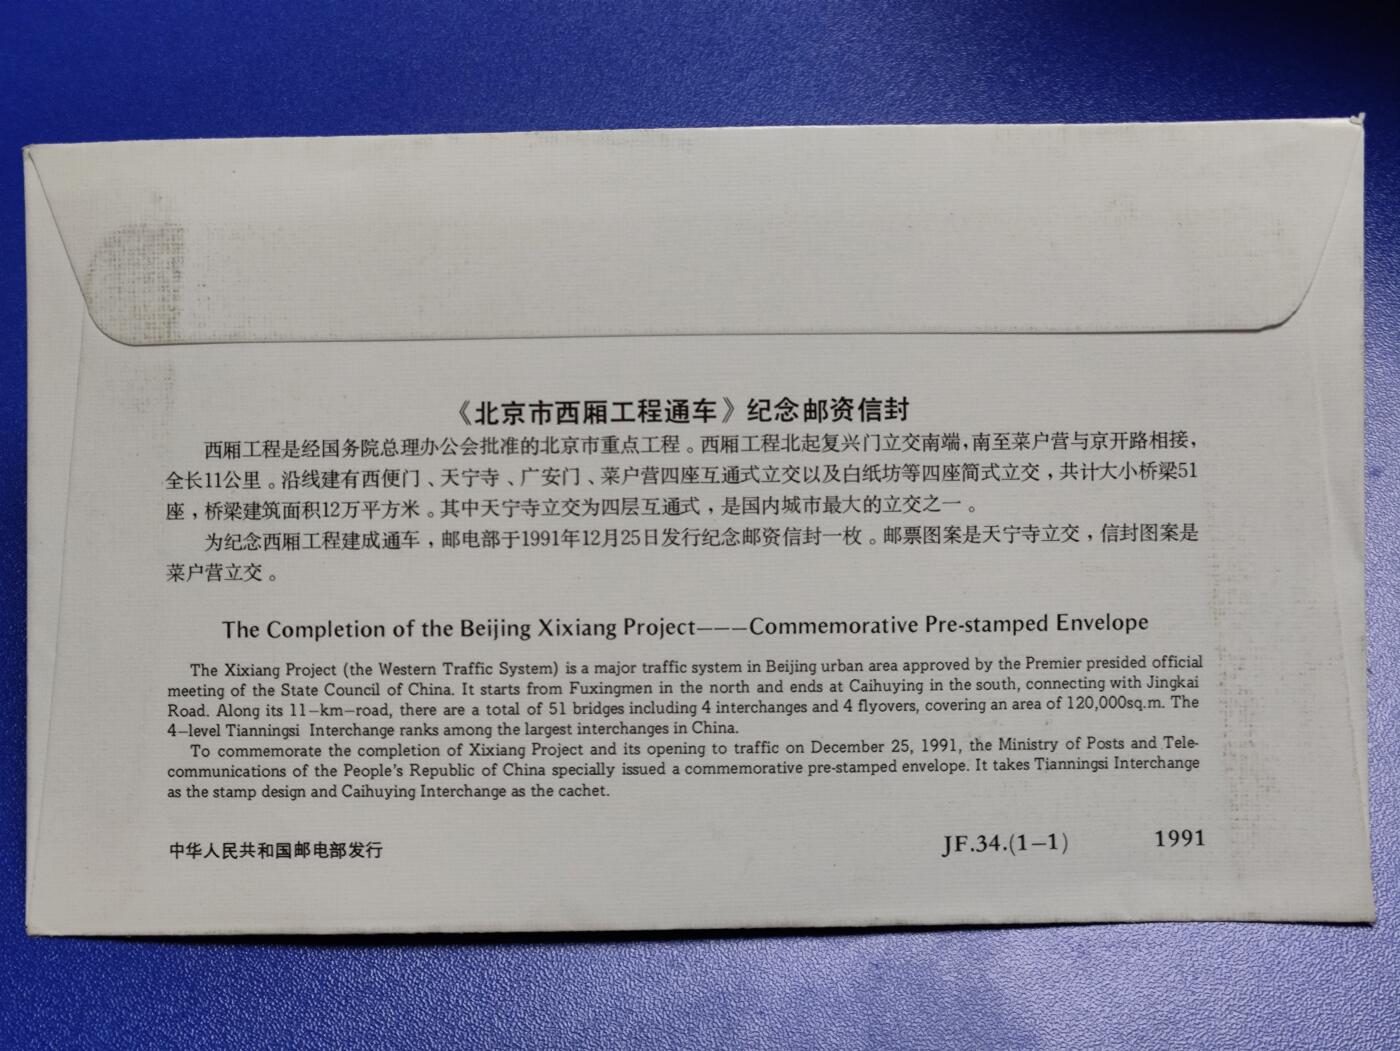 《北京市西厢工程通车》纪念邮资信封
西厢工程是经国务院总理办公会批准的北京市重点工程。西厢工程北起复兴门立交南端，南至菜户营与京开路相接，
全长11公里。沿线建有西便门、天宁寺、广安门、菜户营四座互通式立交以及白纸坊等四座简式立交，共计大小桥梁51
座，桥梁建筑面积12万平方米。其中天宁寺立交为四层互通式，是国内城市最大的立交之一。
为纪念西厢工程建成通车，邮电部于1991年12月25日发行纪念邮资信封一枚。邮票图案是天宁寺立交，信封图案是
菜户营立交。
The Completion of the Beijing Xixiang Project———Commemorative Pre-stamped Envelope
The Xixiang Project (the Western Traffic System) is a major traffic system in Beijing urban area approved by the Premier presided official
meeting of the State Council of China. It starts from Fuxingmen in the north and ends at Caihuying in the south, connecting with Jingkai
Road. Along its 11–km–road, there are a total of 51 bridges including 4 interchanges and 4 flyovers, covering an area of 120,000sq.m. The
4–level Tianningsi Interchange ranks among the largest interchanges in China.
To commemorate the completion of Xixiang Project and its opening to traffic on December 25, 1991, the Ministry of Posts and Tele-
communications of the People's Republic of China specially issued a commemorative pre-stamped envelope. It takes Tianningsi Interchange
as the stamp design and Caihuying Interchange as the cachet.
中华人民共和国邮电部发行 JF.34.(1–1) 1991